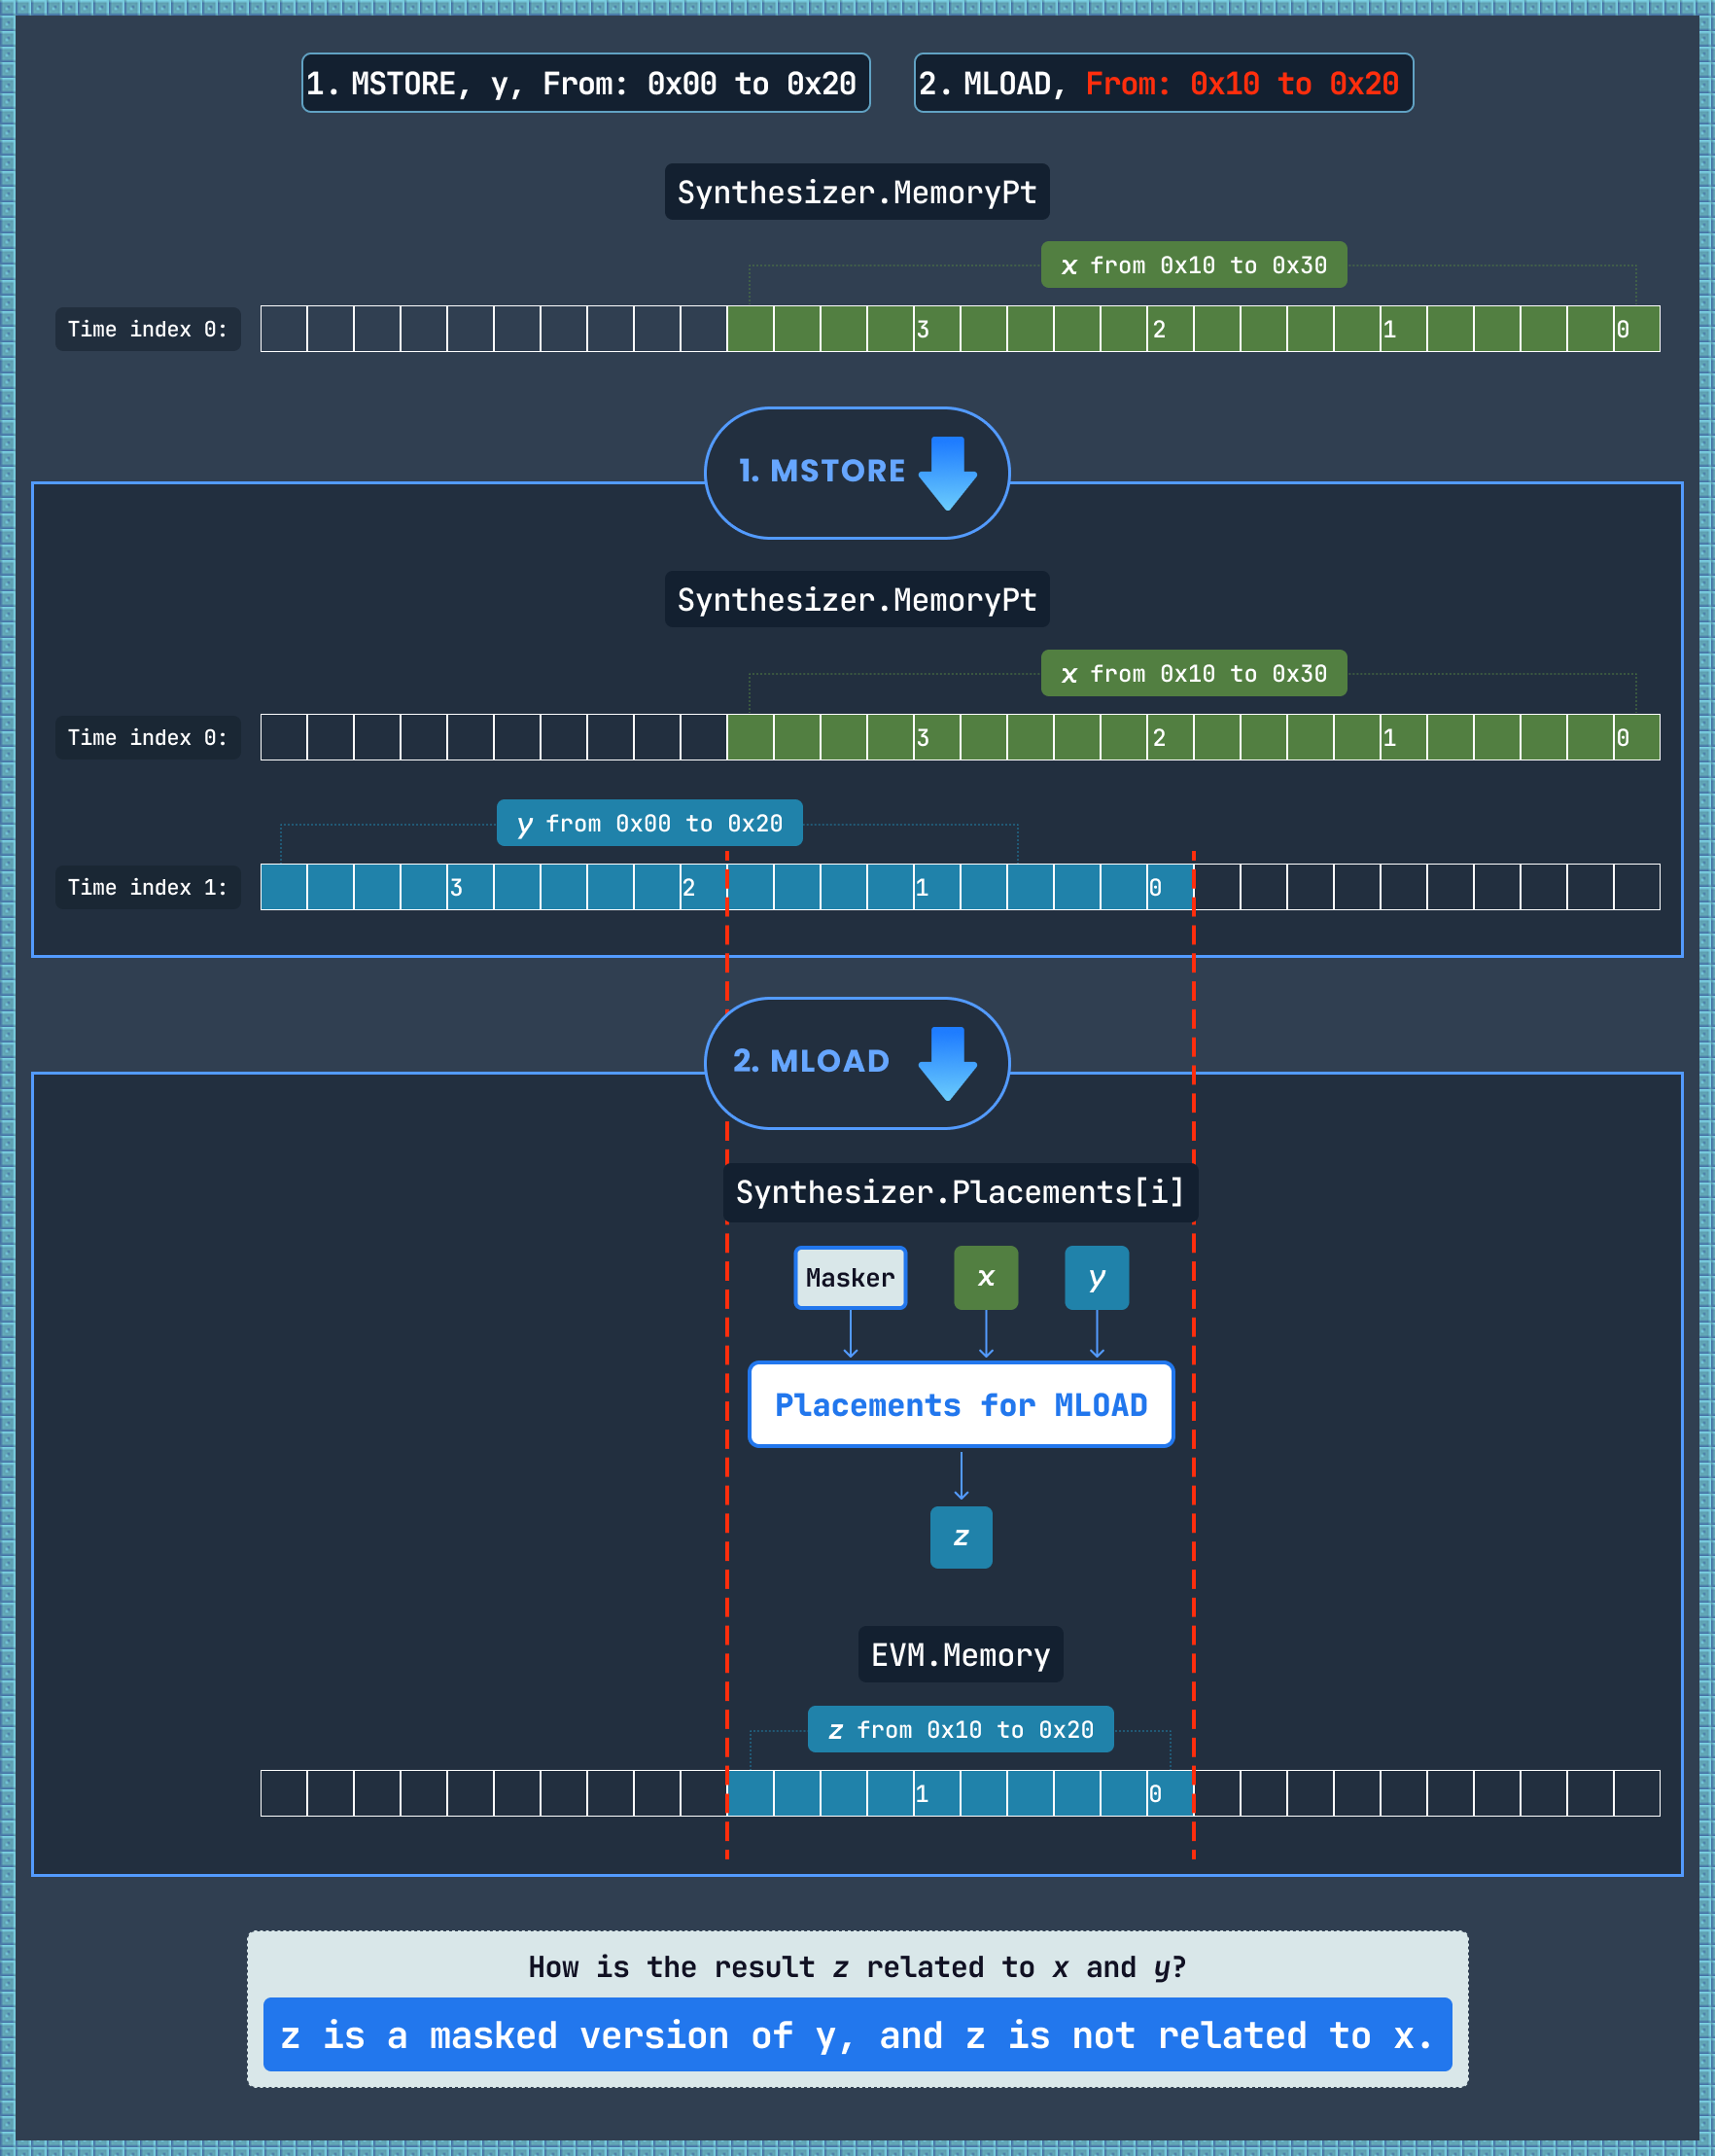 1. MSTORE, y, From: 0x00 to 0x20
2. MLOAD, From: 0x10 to 0x20
Synthesizer.MemoryPt
x from 0x10 to 0x30
Time index 0:
3 2 1 0
1. MSTORE
Synthesizer.MemoryPt
x from 0x10 to 0x30
Time index 0:
3 2 1 0
y from 0x00 to 0x20
Time index 1:
3 2 1 0
2. MLOAD
Synthesizer.Placements[i]
Masker
x
y
Placements for MLOAD
z
EVM.Memory
z from 0x10 to 0x20
1 0
How is the result z related to x and y?
z is a masked version of y, and z is not related to x.